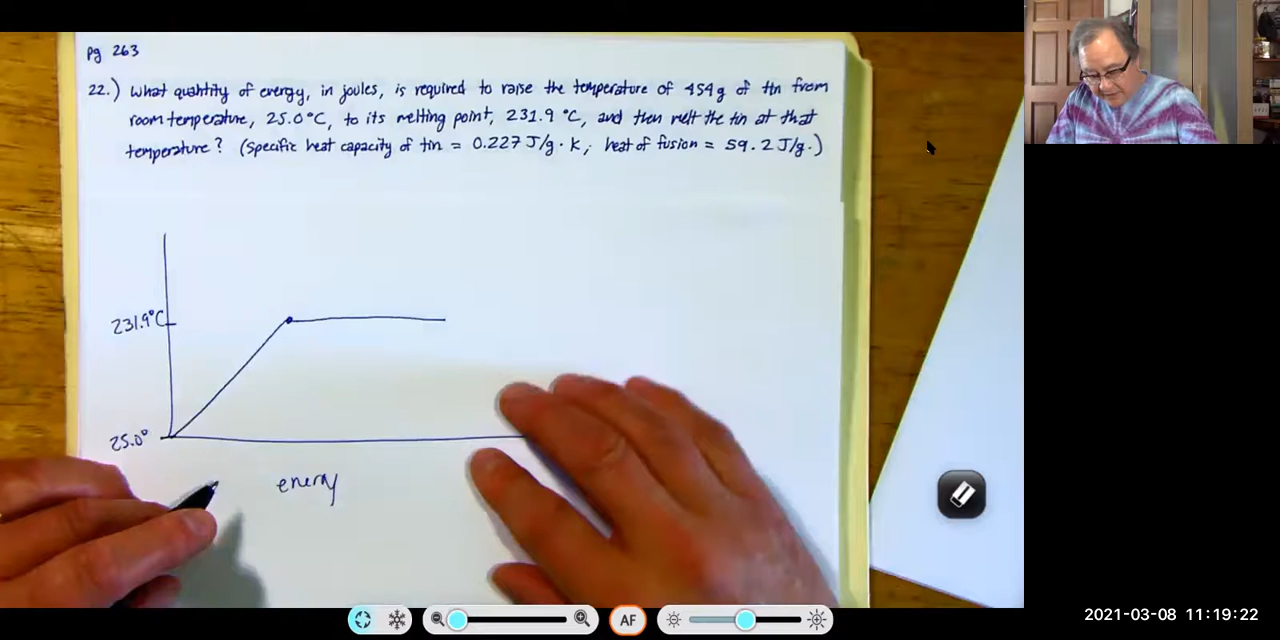 Pg 263
22.) What quantity of energy, in joules, is required to raise the temperature of 454g of tin from
room temperature, 25.0°C, to its melting point, 231.9 °C, and then melt the tin at that
temperature? (Specific heat capacity of tin = 0.227 J/g·K; heat of fusion = 59.2 J/g.)
231.9°C
25.0°
energy
AF
2021-03-08 11:19:22